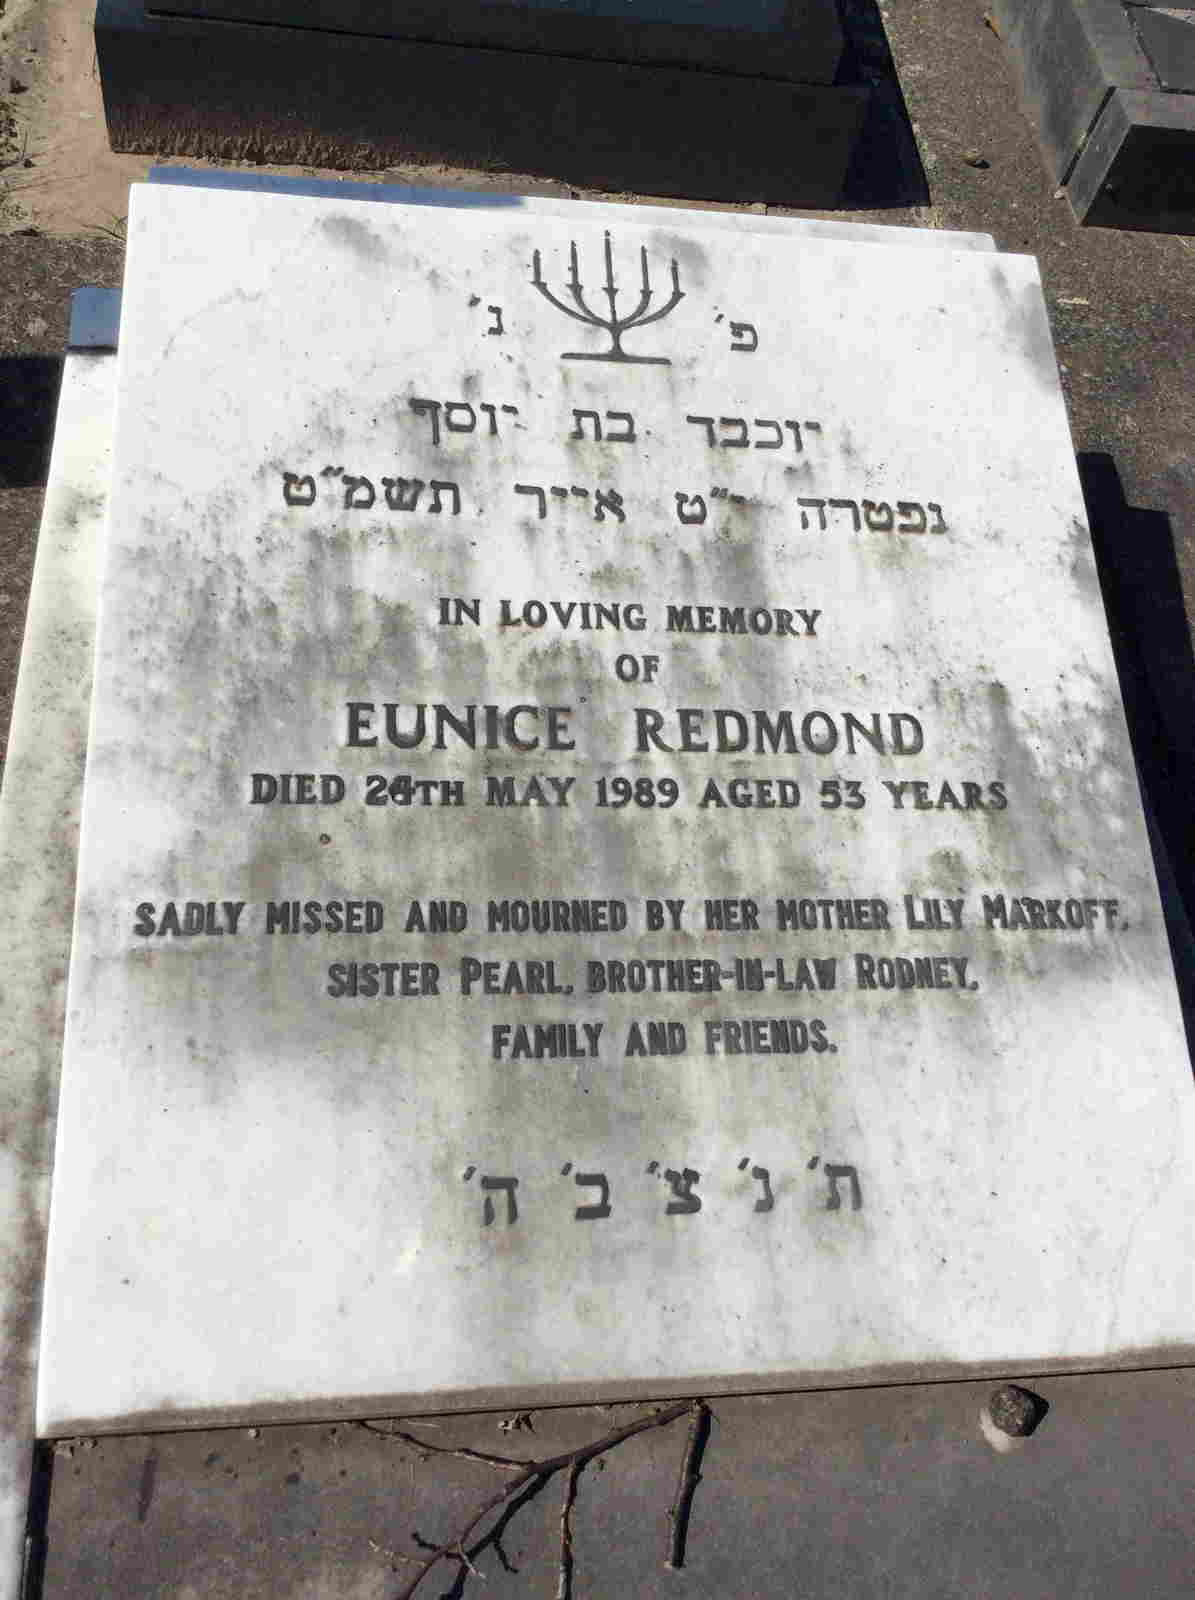 פ׳ נ׳
יוכבד בת יוסף
נפטרה י״ט אייר תשמ״ט
IN LOVING MEMORY
OF
EUNICE REDMOND
DIED 24TH MAY 1989 AGED 53 YEARS
SADLY MISSED AND MOURNED BY HER MOTHER LILY MARKOFF,
SISTER PEARL, BROTHER-IN-LAW RODNEY,
FAMILY AND FRIENDS.
ת׳ נ׳ צ׳ ב׳ ה׳